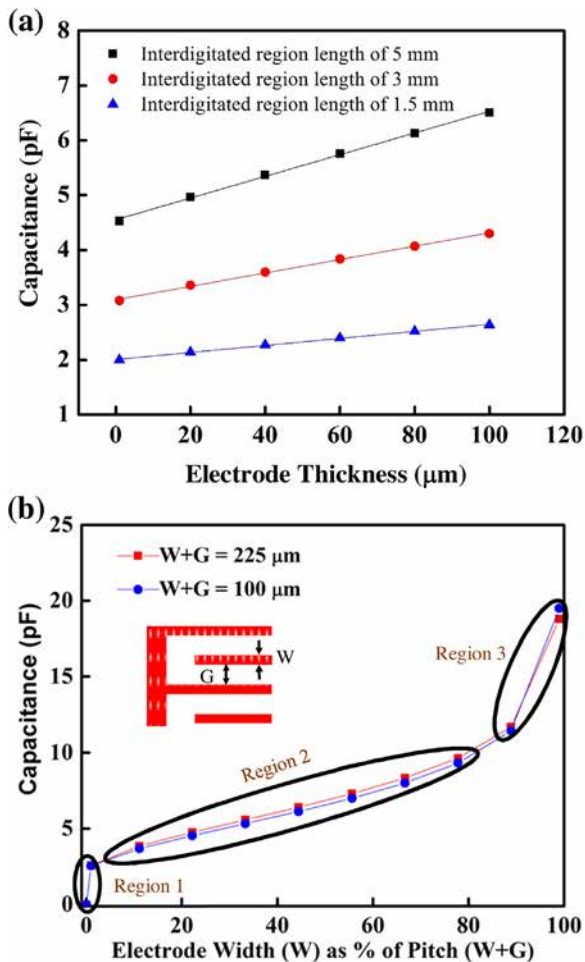 (a)
8
7
6
5
4
3
2
1
Capacitance (pF)
Interdigitated region length of 5 mm
Interdigitated region length of 3 mm
Interdigitated region length of 1.5 mm
0 20 40 60 80 100 120
Electrode Thickness (μm)
(b)
25
20
15
10
5
0
Capacitance (pF)
W+G = 225 μm
W+G = 100 μm
W
G
Region 3
Region 2
Region 1
0 20 40 60 80 100
Electrode Width (W) as % of Pitch (W+G)